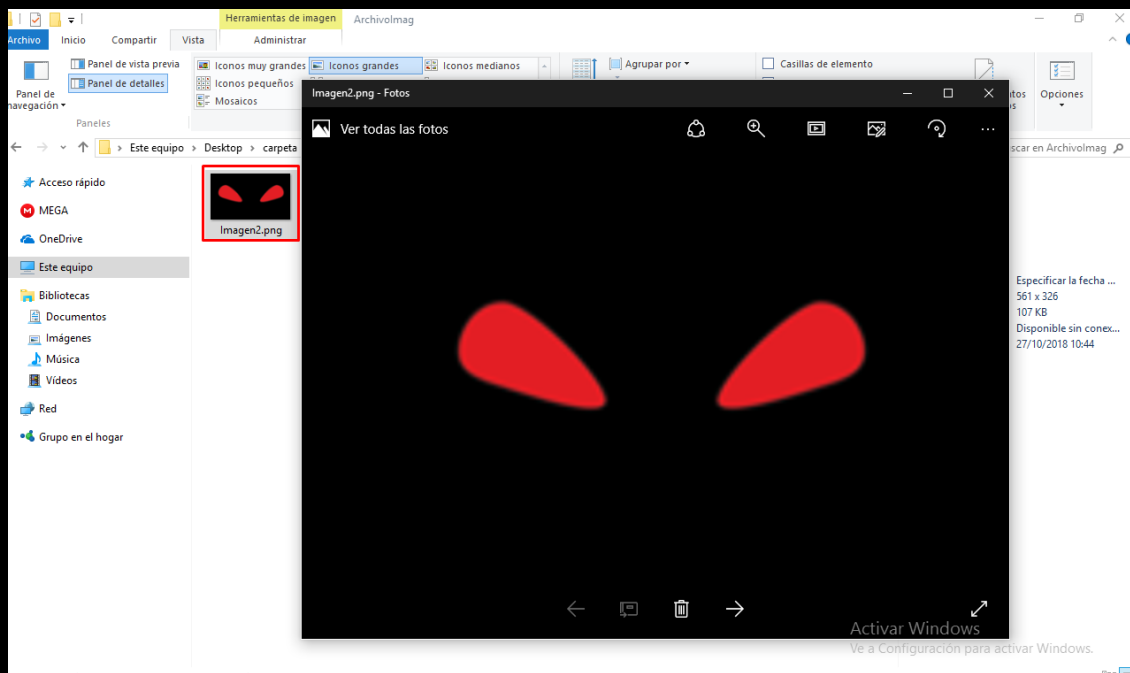 Herramientas de imagen
ArchivoImag
Archivo
Inicio
Compartir
Vista
Administrar
Panel de navegación
Panel de vista previa
Panel de detalles
Paneles
Iconos muy grandes
Iconos grandes
Iconos medianos
Iconos pequeños
Mosaicos
Agrupar por
Casillas de elemento
Opciones
Este equipo
Desktop
carpeta
en ArchivoImag
Acceso rápido
MEGA
OneDrive
Este equipo
Bibliotecas
Documentos
Imágenes
Música
Vídeos
Red
Grupo en el hogar
Imagen2.png
Imagen2.png - Fotos
Ver todas las fotos
Especificar la fecha ...
561 x 326
107 KB
Disponible sin conex...
27/10/2018 10:44
Activar Windows
Ve a Configuración para activar Windows.